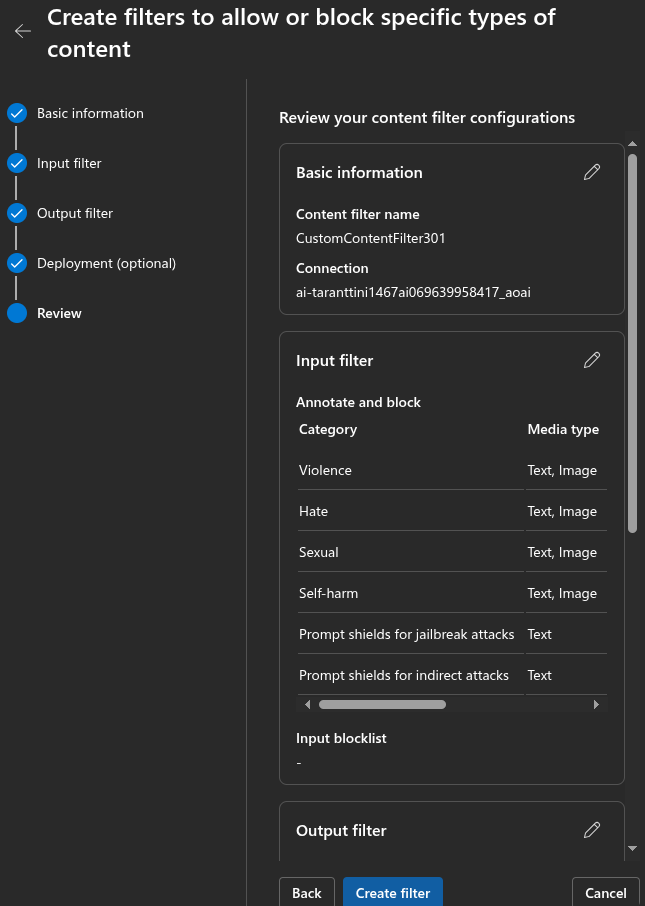 Create filters to allow or block specific types of
content
Basic information
Input filter
Output filter
Deployment (optional)
Review
Review your content filter configurations
Basic information
Content filter name
CustomContentFilter301
Connection
ai-taranttini1467ai069639958417_aoai
Input filter
Annotate and block
Category Media type
Violence Text, Image
Hate Text, Image
Sexual Text, Image
Self-harm Text, Image
Prompt shields for jailbreak attacks Text
Prompt shields for indirect attacks Text
Input blocklist
-
Output filter
Back Create filter Cancel